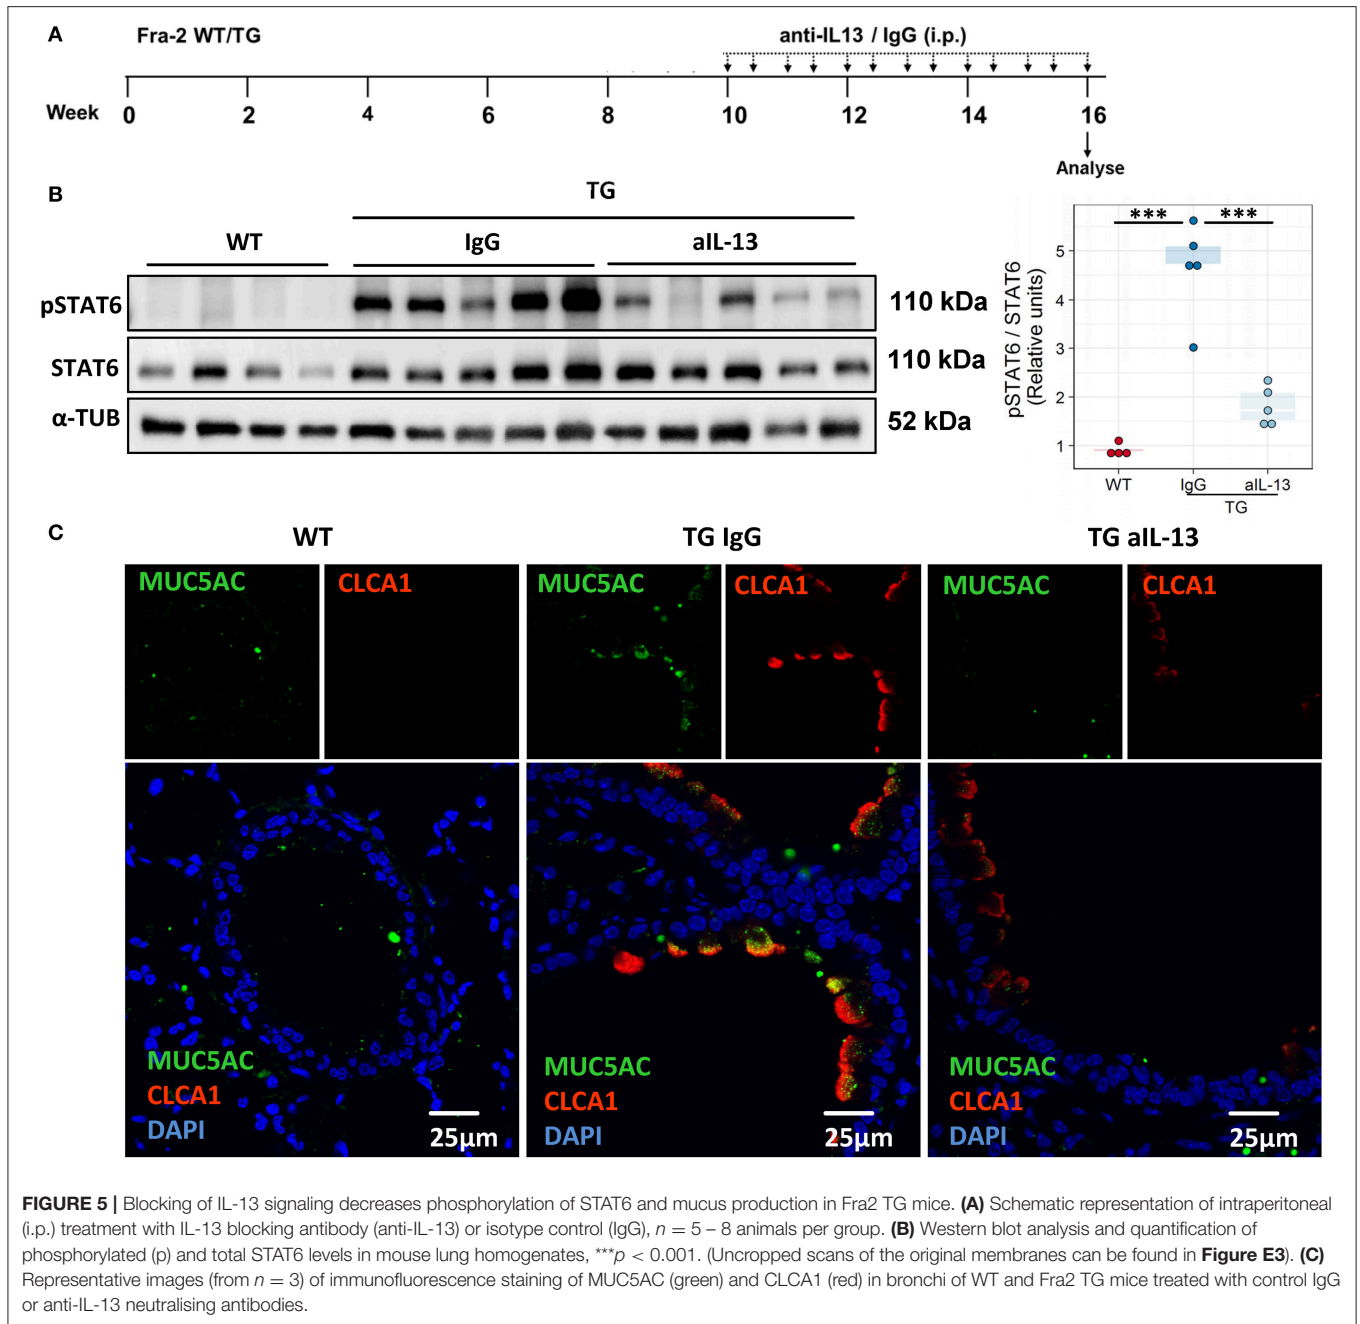 A
Fra-2 WT/TG
anti-IL13 / IgG (i.p.)
Week
0 2 4 6 8 10 12 14 16
Analyse
B
TG
WT IgG aIL-13
pSTAT6 110 kDa
STAT6 110 kDa
α-TUB 52 kDa
*** ***
pSTAT6 / STAT6
(Relative units)
5
4
3
2
1
WT IgG aIL-13
TG
C
WT TG IgG TG aIL-13
MUC5AC CLCA1 MUC5AC CLCA1 MUC5AC CLCA1
MUC5AC
CLCA1
DAPI
25µm
MUC5AC
CLCA1
DAPI
25µm
MUC5AC
CLCA1
DAPI
25µm
FIGURE 5 | Blocking of IL-13 signaling decreases phosphorylation of STAT6 and mucus production in Fra2 TG mice. (A) Schematic representation of intraperitoneal
(i.p.) treatment with IL-13 blocking antibody (anti-IL-13) or isotype control (IgG), n = 5 – 8 animals per group. (B) Western blot analysis and quantification of
phosphorylated (p) and total STAT6 levels in mouse lung homogenates, ***p < 0.001. (Uncropped scans of the original membranes can be found in Figure E3). (C)
Representative images (from n = 3) of immunofluorescence staining of MUC5AC (green) and CLCA1 (red) in bronchi of WT and Fra2 TG mice treated with control IgG
or anti-IL-13 neutralising antibodies.